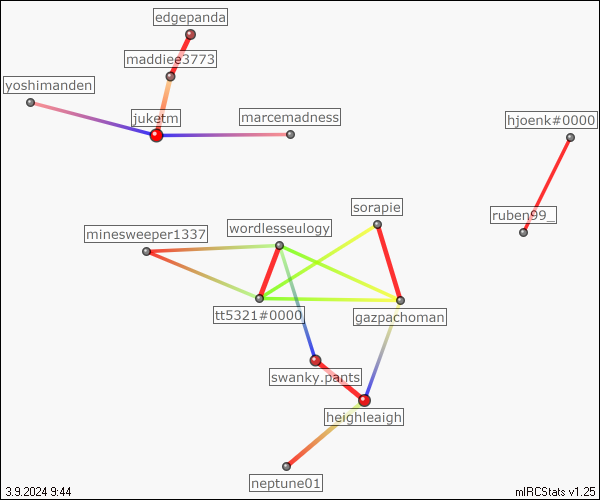 edgepanda
maddiee3773
yoshimanden
juketm
marcemadness
hjoenk#0000
sorapie
ruben99_
wordlesseulogy
minesweeper1337
tt5321#0000
gazpachoman
swanky.pants
heighleaigh
neptune01
3.9.2024 9:44
mIRCStats v1.25